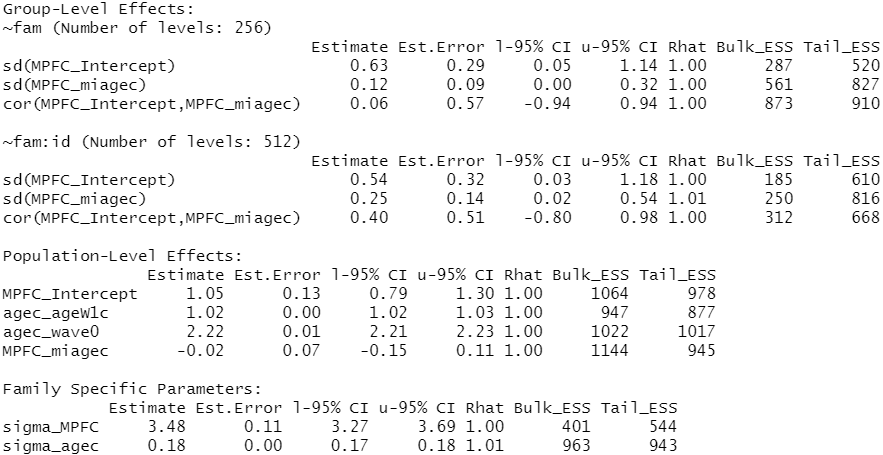 Group-Level Effects:
~fam (Number of levels: 256)
Estimate Est.Error l-95% CI u-95% CI Rhat Bulk_ESS Tail_ESS
sd(MPFC_Intercept) 0.63 0.29 0.05 1.14 1.00 287 520
sd(MPFC_miagec) 0.12 0.09 0.00 0.32 1.00 561 827
cor(MPFC_Intercept,MPFC_miagec) 0.06 0.57 -0.94 0.94 1.00 873 910
~fam:id (Number of levels: 512)
Estimate Est.Error l-95% CI u-95% CI Rhat Bulk_ESS Tail_ESS
sd(MPFC_Intercept) 0.54 0.32 0.03 1.18 1.00 185 610
sd(MPFC_miagec) 0.25 0.14 0.02 0.54 1.01 250 816
cor(MPFC_Intercept,MPFC_miagec) 0.40 0.51 -0.80 0.98 1.00 312 668
Population-Level Effects:
Estimate Est.Error l-95% CI u-95% CI Rhat Bulk_ESS Tail_ESS
MPFC_Intercept 1.05 0.13 0.79 1.30 1.00 1064 978
agec_ageW1c 1.02 0.00 1.02 1.03 1.00 947 877
agec_wave0 2.22 0.01 2.21 2.23 1.00 1022 1017
MPFC_miagec -0.02 0.07 -0.15 0.11 1.00 1144 945
Family Specific Parameters:
Estimate Est.Error l-95% CI u-95% CI Rhat Bulk_ESS Tail_ESS
sigma_MPFC 3.48 0.11 3.27 3.69 1.00 401 544
sigma_agec 0.18 0.00 0.17 0.18 1.01 963 943